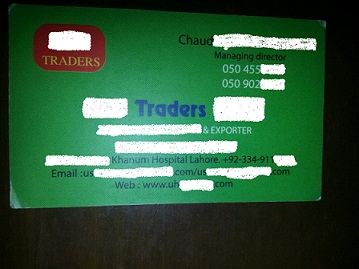 TRADERS
Chaud
Managing director
050 455
050 902
Traders
& EXPORTER
Khanum Hospital Lahore. +92-334-91
Email :us .com/us .com
Web : www.uh .com